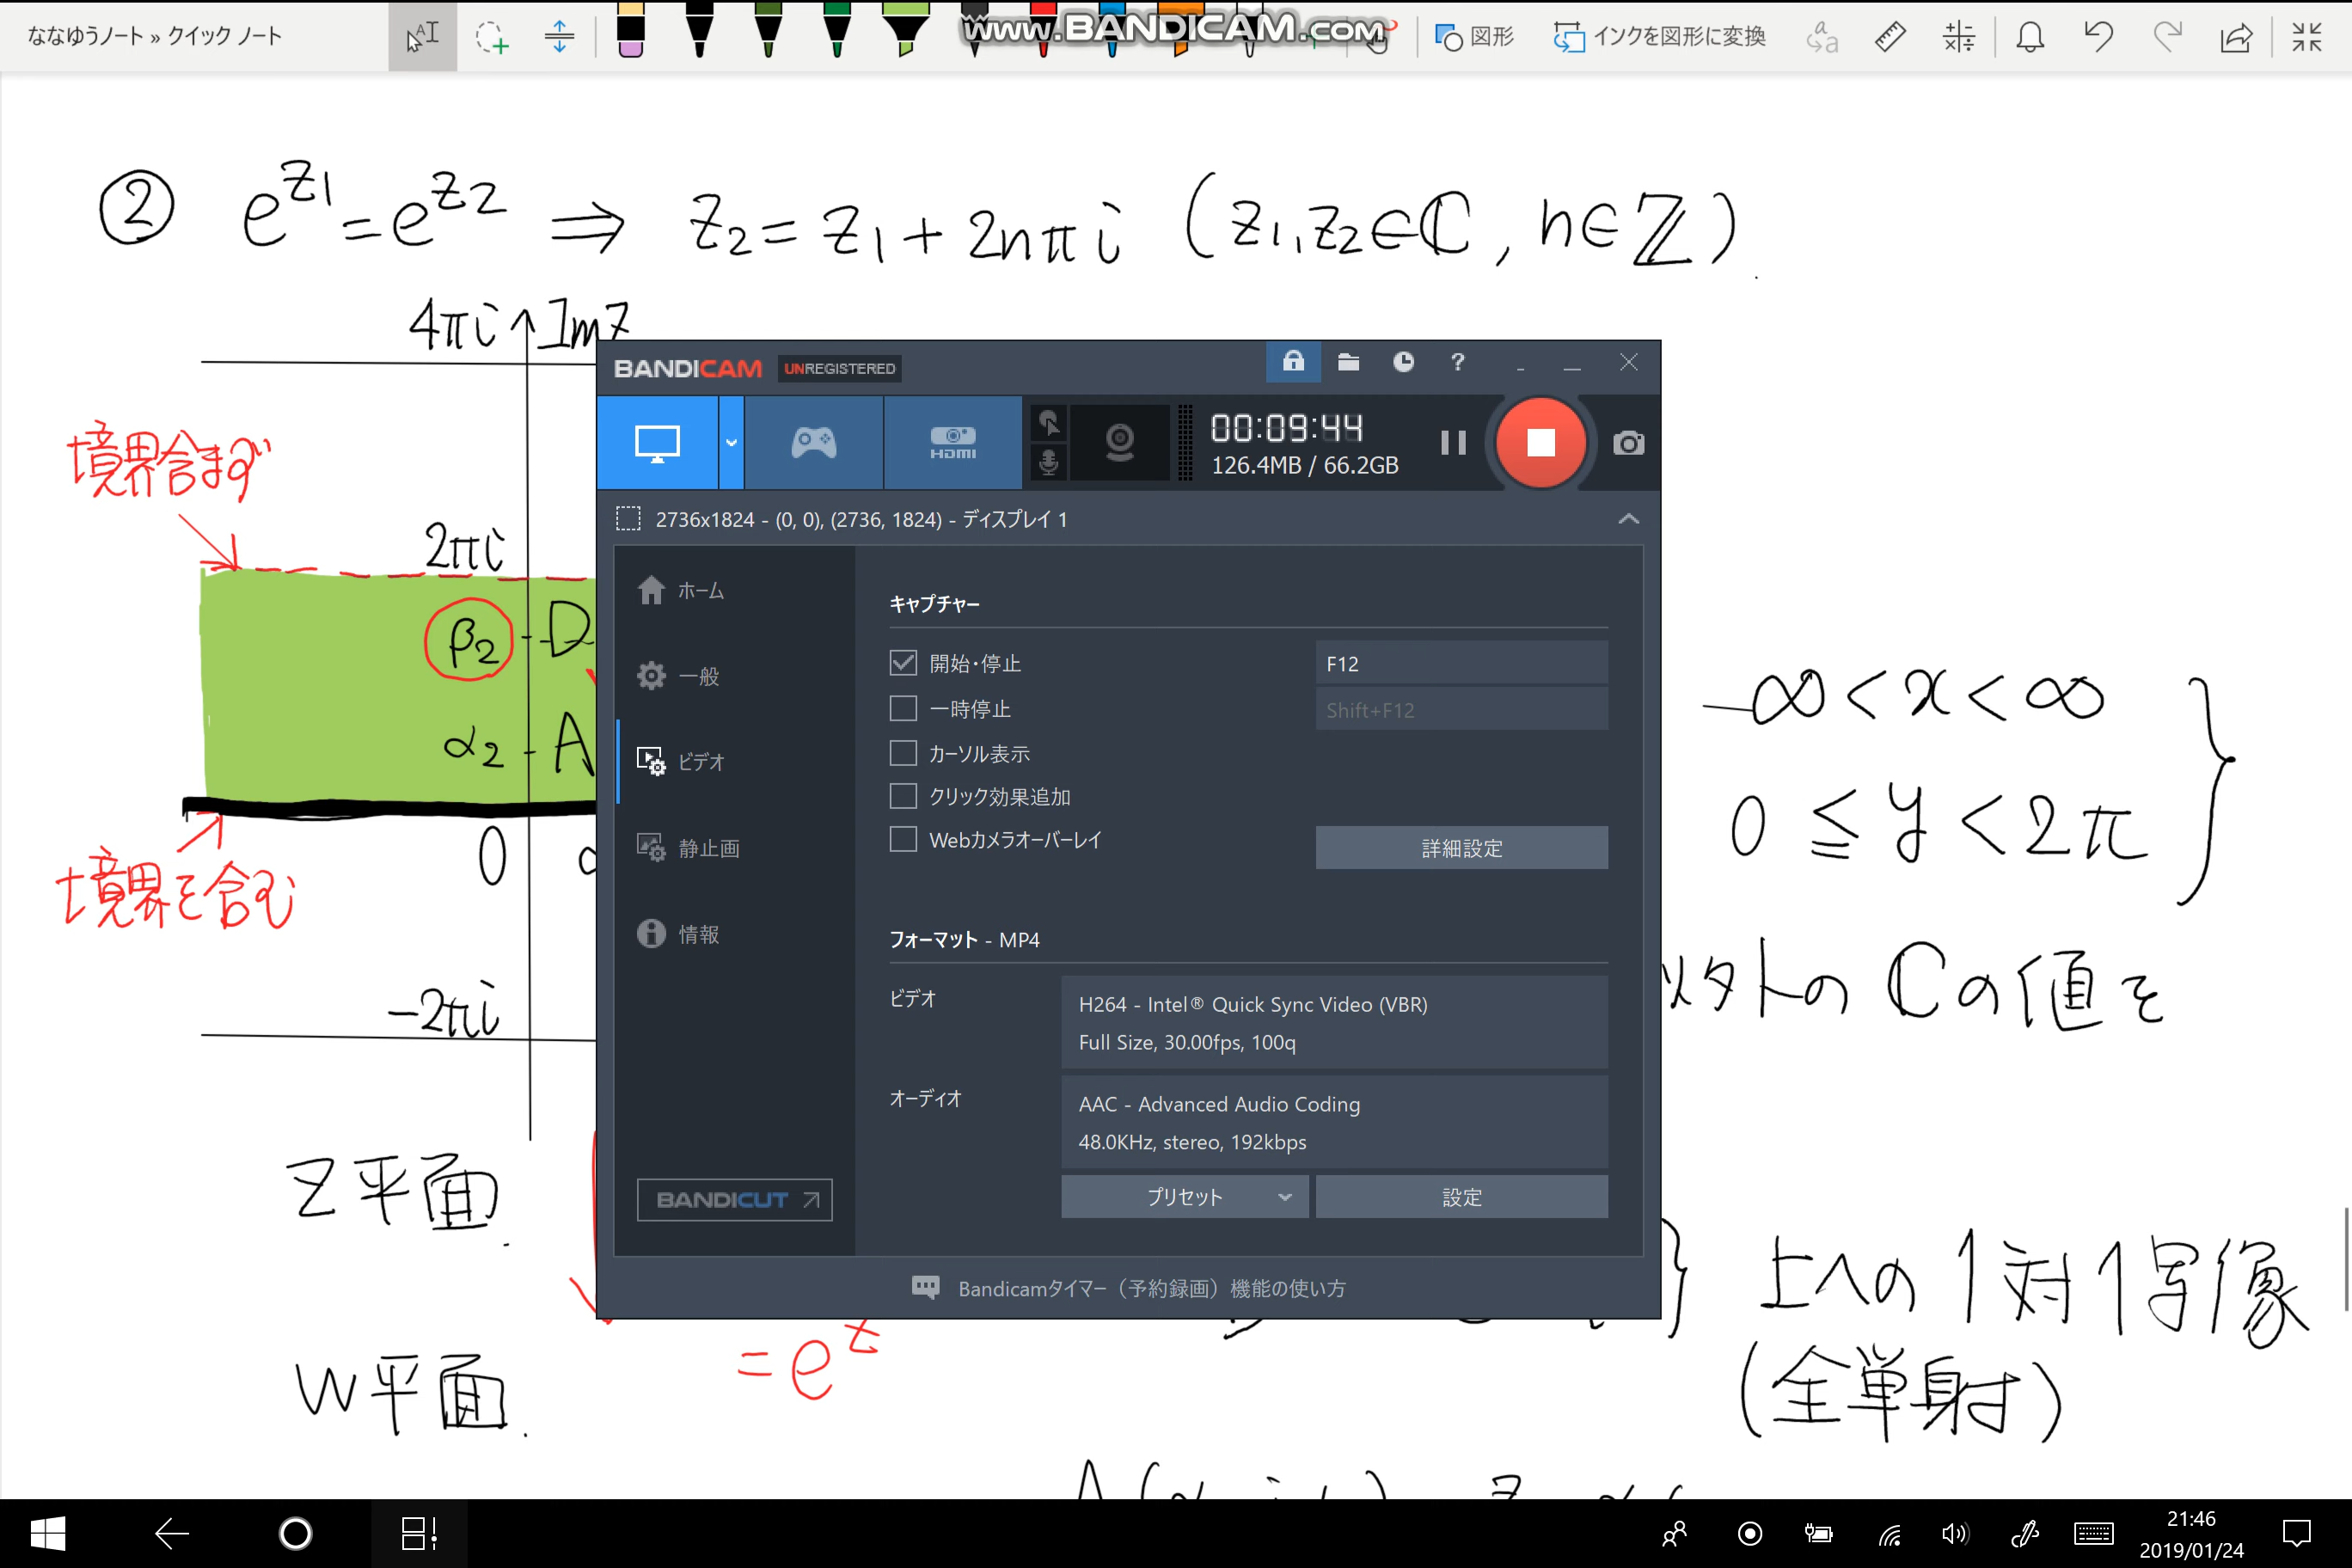 ななゆうノート » クイック ノート
www.BANDICAM.com
図形
インクを図形に変換
② e^{z1} = e^{z2} ⇒ z2 = z1 + 2nπi (z1, z2 ∈ ℂ, n ∈ ℤ)
4πi Imz
境界含まず
2πi
β2 D
α2 A
0
境界を含む
-2πi
z平面.
w平面.
= e^z
-∞ < x < ∞
0 ≦ y < 2π
以外の ℂの値を
上への 1対1写像
(全単射)
BANDICAM UNREGISTERED
?
HDMI
00:09:44
126.4MB / 66.2GB
2736x1824 - (0, 0), (2736, 1824) - ディスプレイ 1
ホーム
一般
ビデオ
静止画
情報
BANDICUT
キャプチャー
開始・停止 F12
一時停止 Shift+F12
カーソル表示
クリック効果追加
Webカメラオーバーレイ 詳細設定
フォーマット - MP4
ビデオ
H264 - Intel® Quick Sync Video (VBR)
Full Size, 30.00fps, 100q
オーディオ
AAC - Advanced Audio Coding
48.0KHz, stereo, 192kbps
プリセット 設定
Bandicamタイマー（予約録画）機能の使い方
21:46
2019/01/24